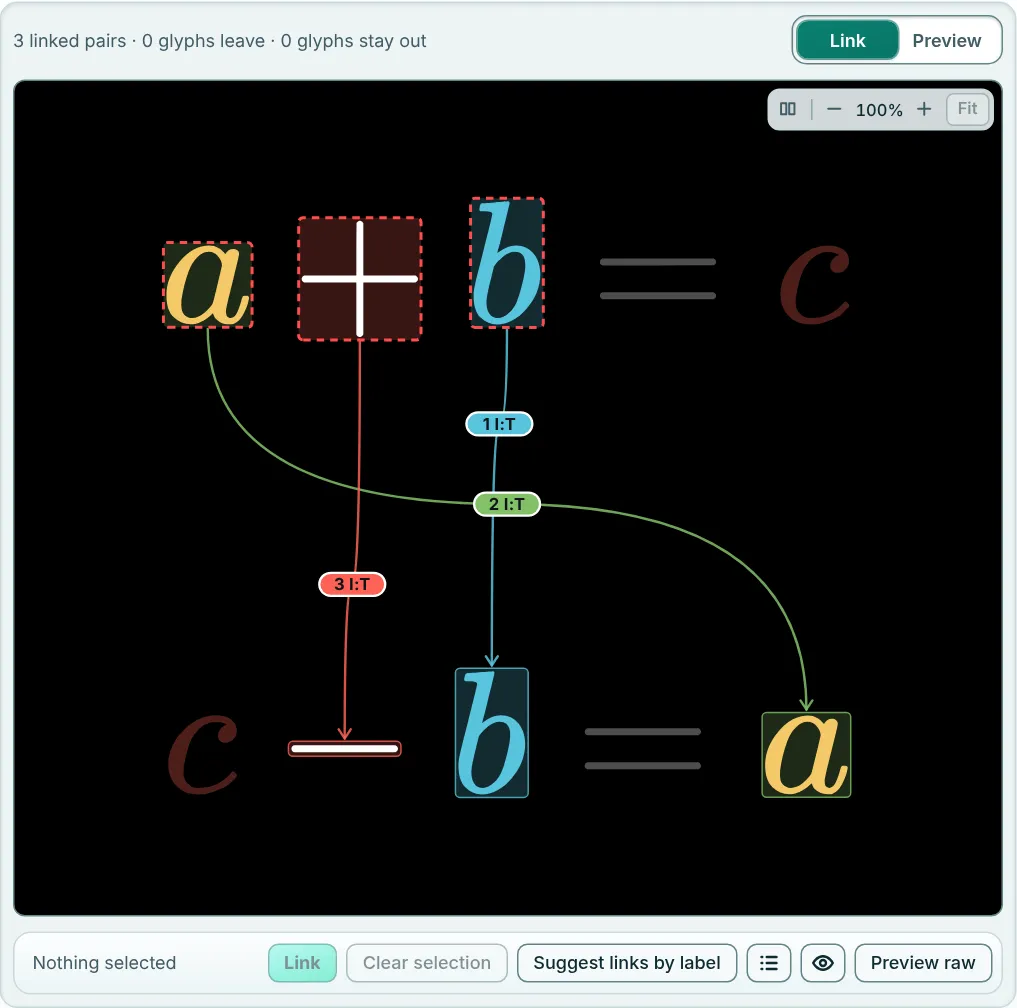 3 linked pairs · 0 glyphs leave · 0 glyphs stay out
Link Preview
− 100% + Fit
a + b = c
1 I:T
2 I:T
3 I:T
c − b = a
Nothing selected Link Clear selection Suggest links by label Preview raw